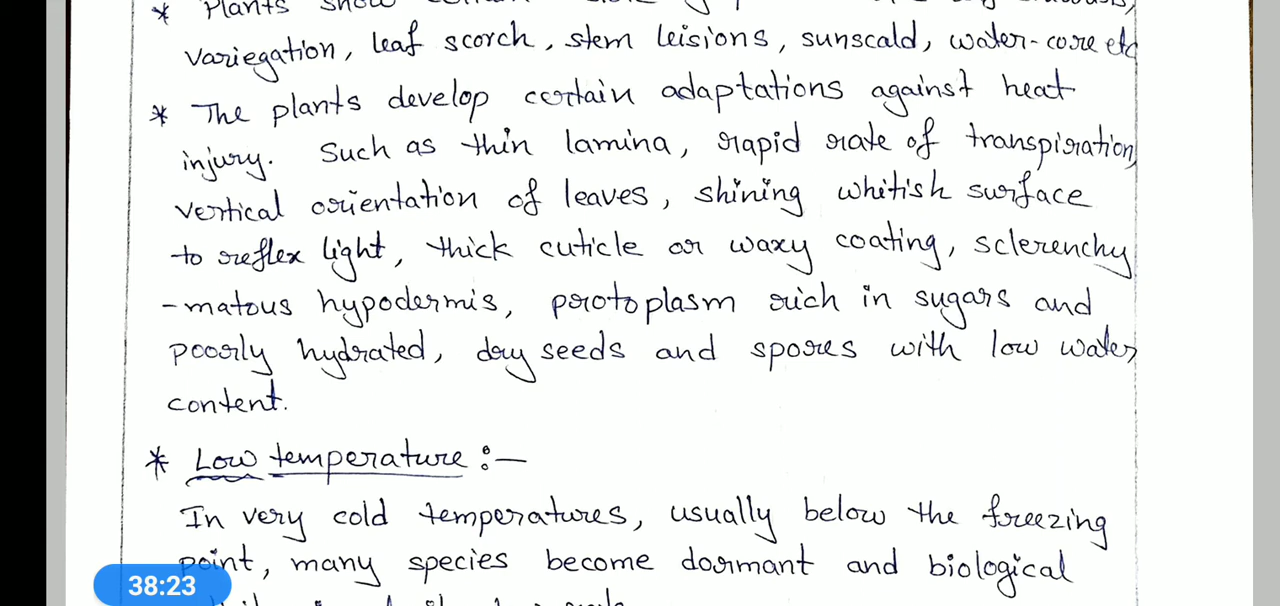 * Plants show
variegation, leaf scorch, stem leisions, sunscald, water-core etc
* The plants develop certain adaptations against heat
injury. Such as thin lamina, rapid rate of transpiration,
vertical orientation of leaves, shining whitish surface
to reflex light, thick cuticle or waxy coating, sclerenchy
-matous hypodermis, protoplasm rich in sugars and
poorly hydrated, dry seeds and spores with low water
content.
* Low temperature :-
In very cold temperatures, usually below the freezing
point, many species become dormant and biological
38:23